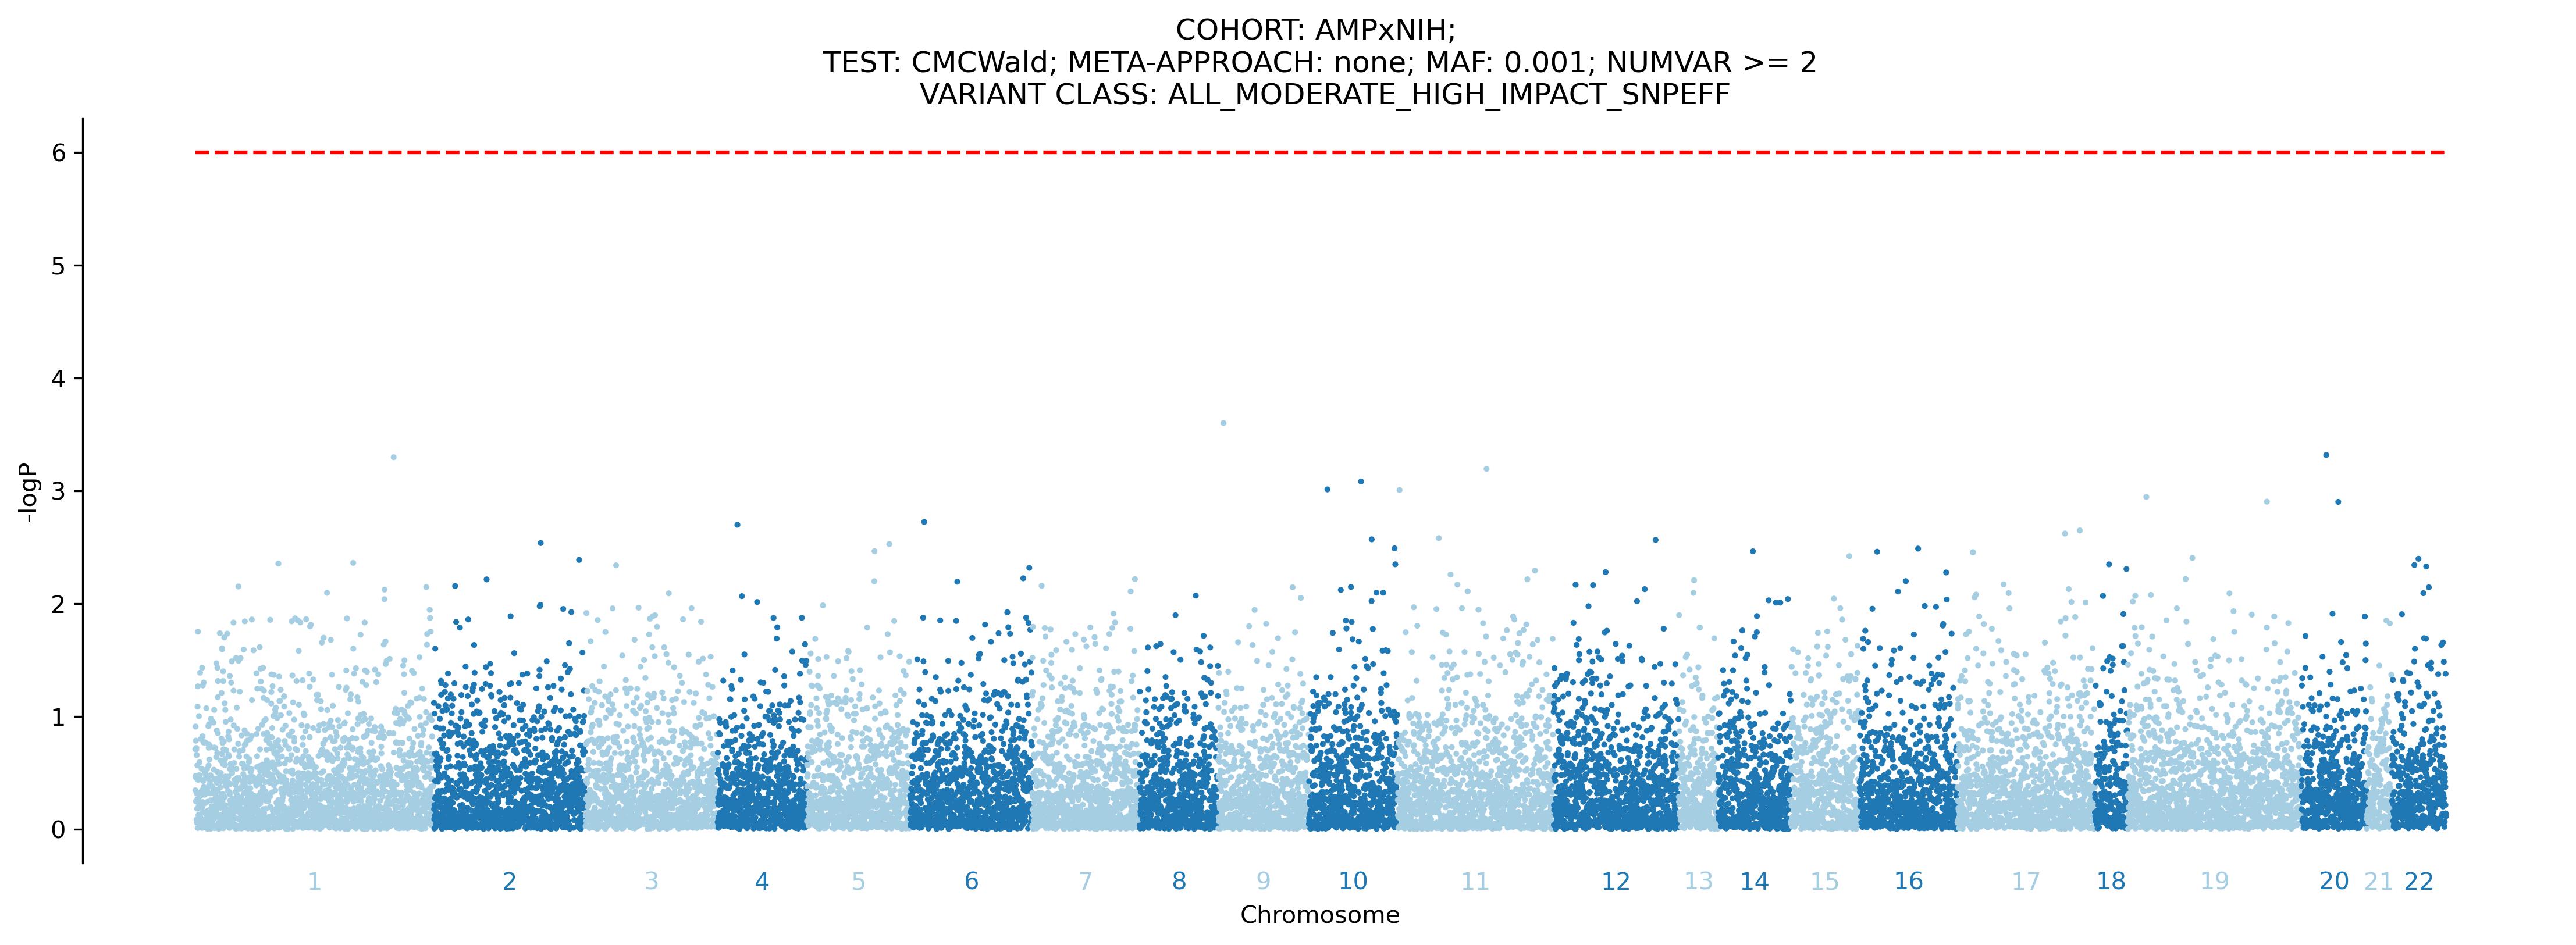 COHORT: AMPxNIH;
TEST: CMCWald; META-APPROACH: none; MAF: 0.001; NUMVAR >= 2
VARIANT CLASS: ALL_MODERATE_HIGH_IMPACT_SNPEFF
6
5
4
3
2
1
0
-logP
1 2 3 4 5 6 7 8 9 10 11 12 13 14 15 16 17 18 19 20 21 22
Chromosome